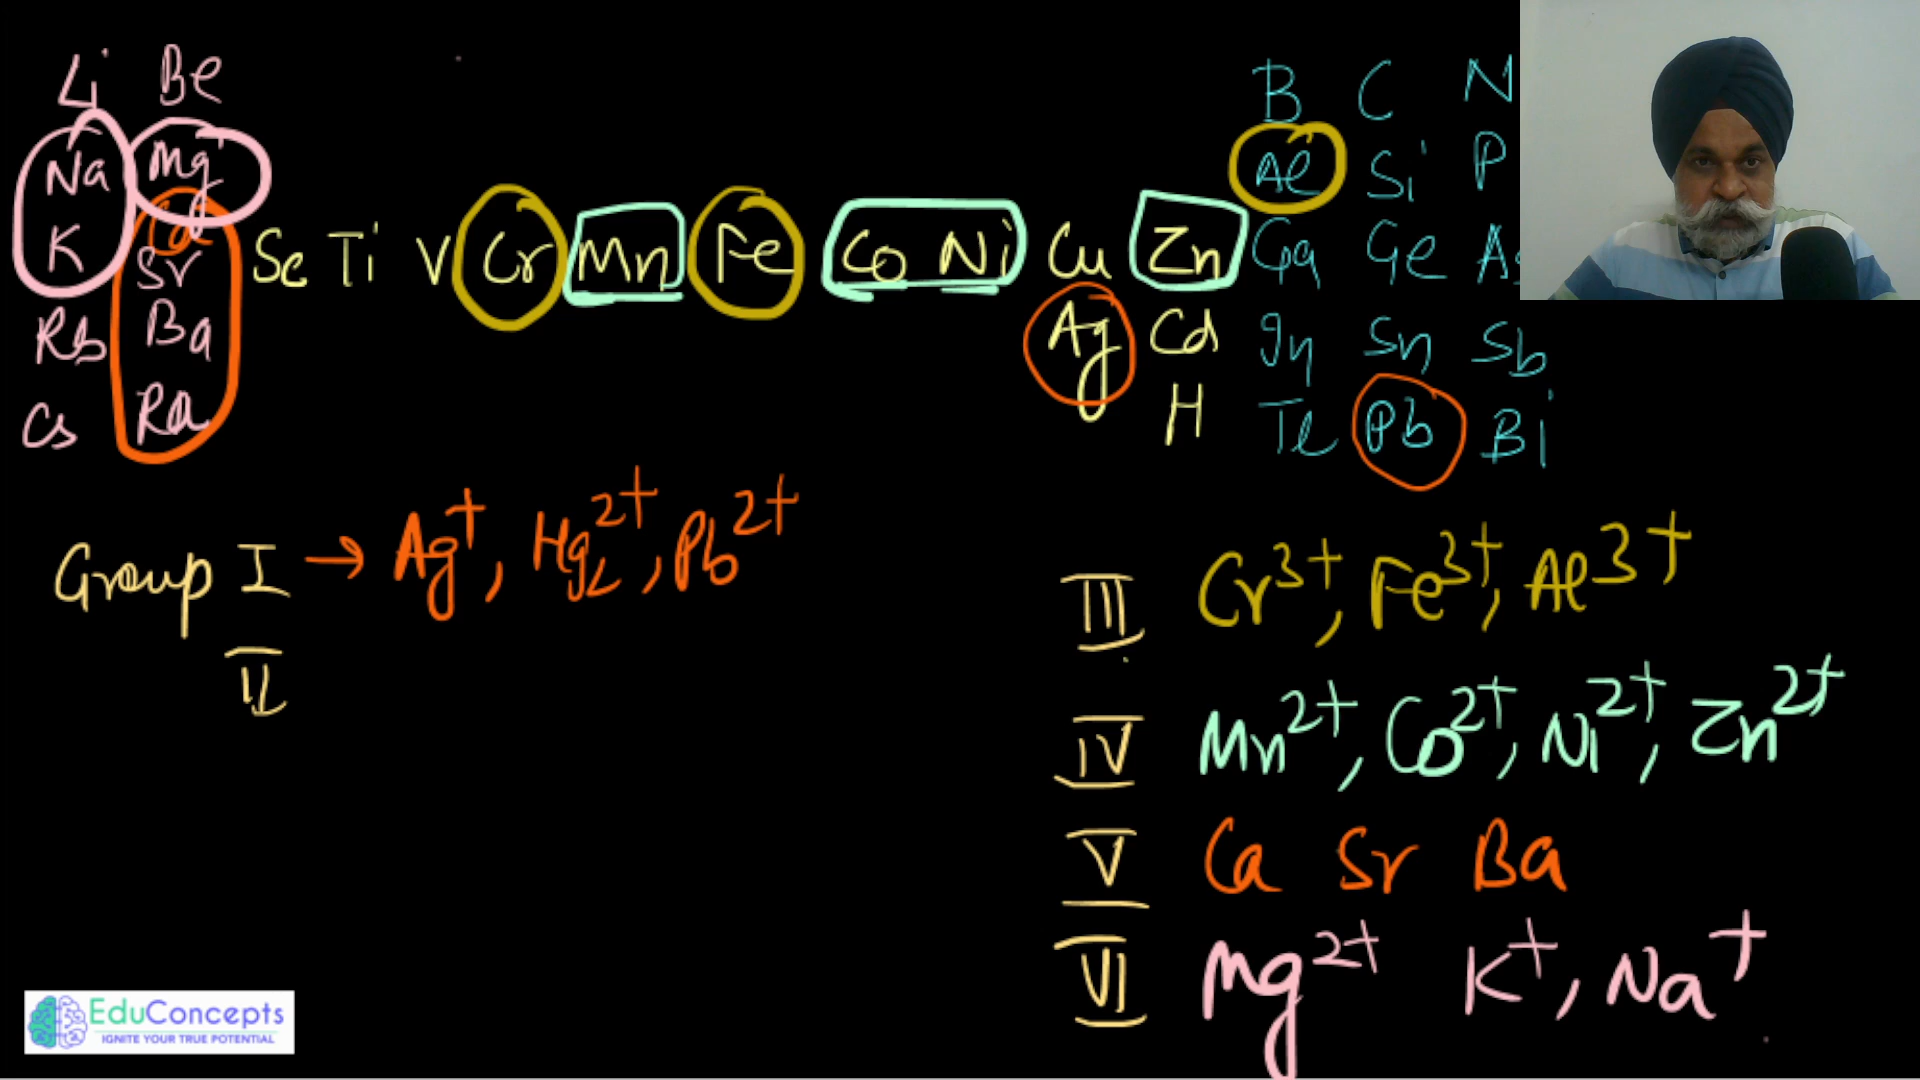 Li Be B C N
Na Mg Al Si P
K Ca Sc Ti V Cr Mn Fe Co Ni Cu Zn Ga Ge As
Rb Sr Ag Cd In Sn Sb
Cs Ba H Tl Pb Bi
Ra
Group I → Ag⁺, Hg₂²⁺, Pb²⁺
II
III Cr³⁺, Fe³⁺, Al³⁺
IV Mn²⁺, Co²⁺, Ni²⁺, Zn²⁺
V Ca Sr Ba
VI Mg²⁺ K⁺, Na⁺
EduConcepts
IGNITE YOUR TRUE POTENTIAL